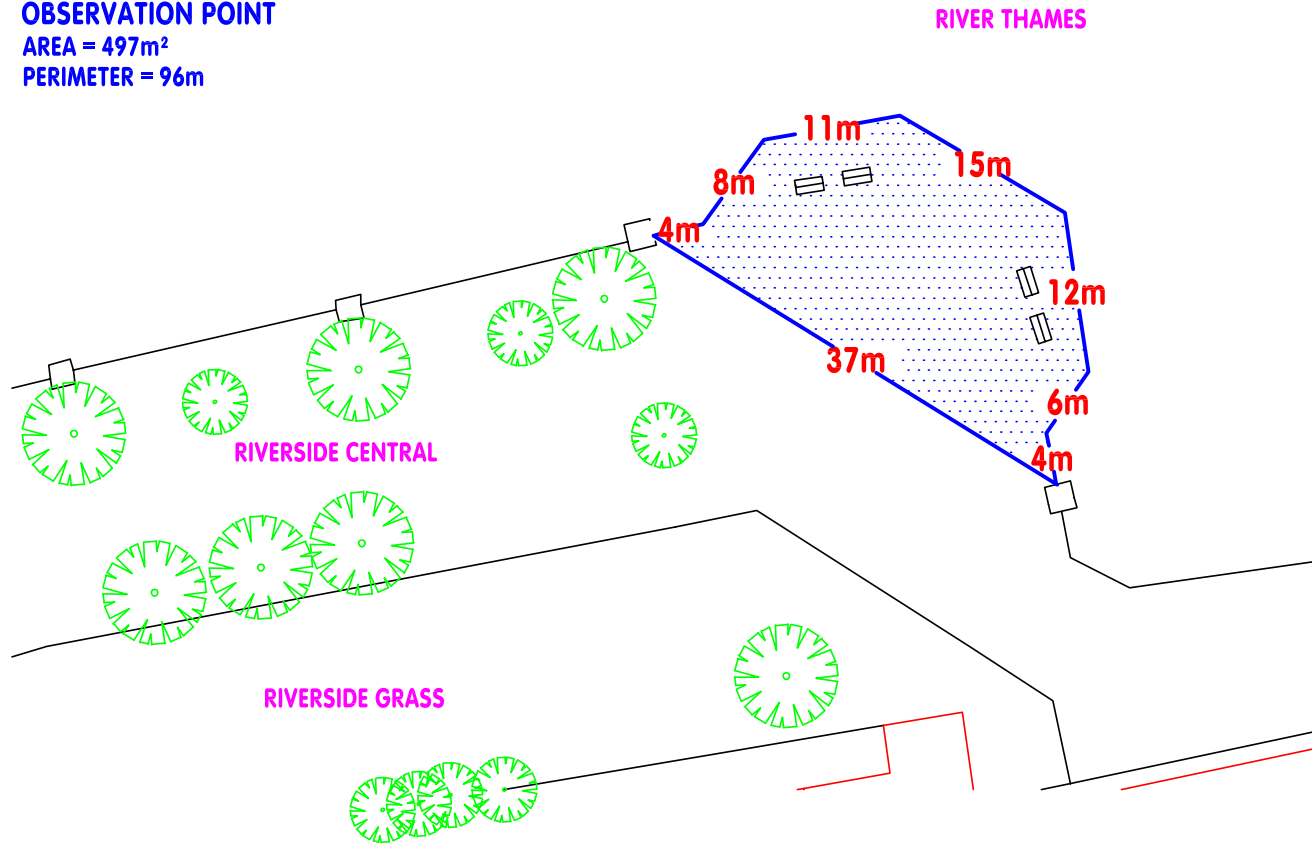 OBSERVATION POINT
RIVER THAMES
AREA = 497m²
PERIMETER = 96m
11m
15m
8m
4m
12m
37m
6m
RIVERSIDE CENTRAL
4m
RIVERSIDE GRASS